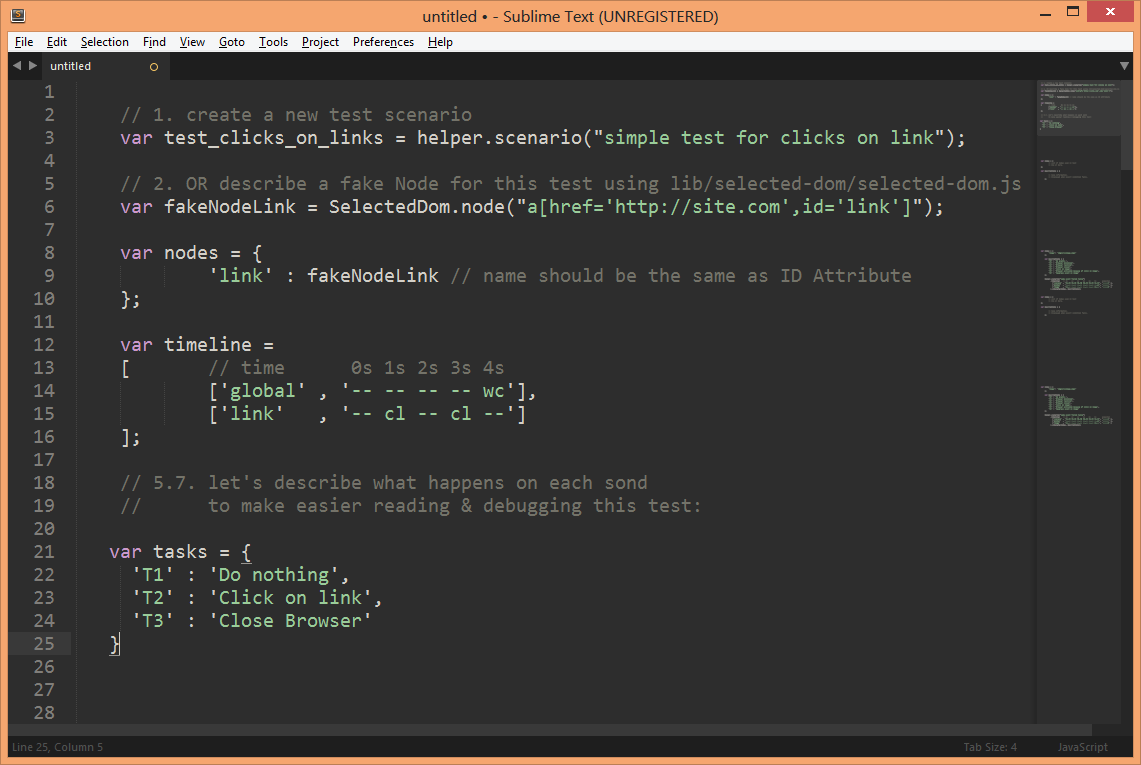 untitled • - Sublime Text (UNREGISTERED)
File Edit Selection Find View Goto Tools Project Preferences Help
untitled
1
2 // 1. create a new test scenario
3 var test_clicks_on_links = helper.scenario("simple test for clicks on link");
4
5 // 2. OR describe a fake Node for this test using lib/selected-dom/selected-dom.js
6 var fakeNodeLink = SelectedDom.node("a[href='http://site.com',id='link']");
7
8 var nodes = {
9 'link' : fakeNodeLink // name should be the same as ID Attribute
10 };
11
12 var timeline =
13 [ // time 0s 1s 2s 3s 4s
14 ['global' , '-- -- -- -- wc'],
15 ['link' , '-- cl -- cl --']
16 ];
17
18 // 5.7. let's describe what happens on each sond
19 // to make easier reading & debugging this test:
20
21 var tasks = {
22 'T1' : 'Do nothing',
23 'T2' : 'Click on link',
24 'T3' : 'Close Browser'
25 }
26
27
28
Line 25, Column 5 Tab Size: 4 JavaScript